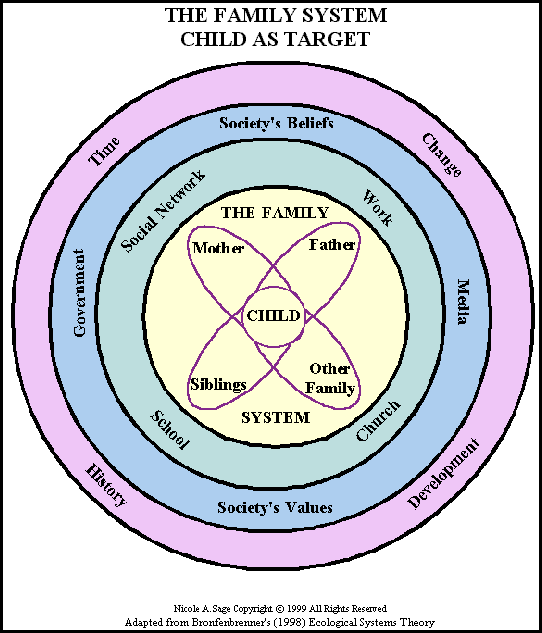 THE FAMILY SYSTEM
CHILD AS TARGET
Society's Beliefs
Time
Change
Social Network
Work
THE FAMILY
Mother
Father
Government
CHILD
Media
Siblings
Other
Family
SYSTEM
School
Church
History
Society's Values
Development
Nicole A. Sage Copyright © 1999 All Rights Reserved
Adapted from Bronfenbrenner's (1998) Ecological Systems Theory